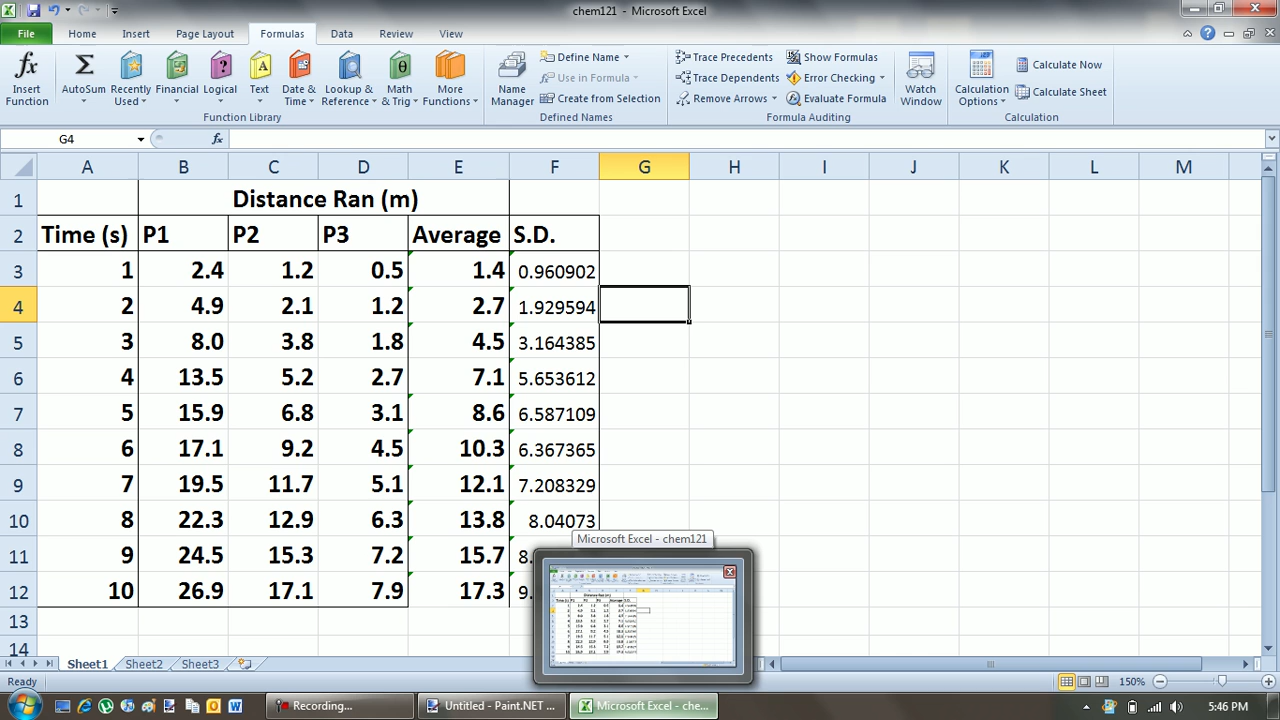 chem121 - Microsoft Excel
File Home Insert Page Layout Formulas Data Review View
Insert Function
AutoSum
Recently Used
Financial
Logical
Text
Date & Time
Lookup & Reference
Math & Trig
More Functions
Function Library
Name Manager
Define Name
Use in Formula
Create from Selection
Defined Names
Trace Precedents
Trace Dependents
Remove Arrows
Show Formulas
Error Checking
Evaluate Formula
Formula Auditing
Watch Window
Calculation Options
Calculate Now
Calculate Sheet
Calculation
G4 fx
A B C D E F G H I J K L M
1 Distance Ran (m)
2 Time (s) P1 P2 P3 Average S.D.
3 1 2.4 1.2 0.5 1.4 0.960902
4 2 4.9 2.1 1.2 2.7 1.929594
5 3 8.0 3.8 1.8 4.5 3.164385
6 4 13.5 5.2 2.7 7.1 5.653612
7 5 15.9 6.8 3.1 8.6 6.587109
8 6 17.1 9.2 4.5 10.3 6.367365
9 7 19.5 11.7 5.1 12.1 7.208329
10 8 22.3 12.9 6.3 13.8 8.04073
11 9 24.5 15.3 7.2 15.7 8.
12 10 26.9 17.1 7.9 17.3 9.
13
14
Microsoft Excel - chem121
Sheet1 Sheet2 Sheet3
Ready 150%
Recording... Untitled - Paint.NET ... Microsoft Excel - che... 5:46 PM